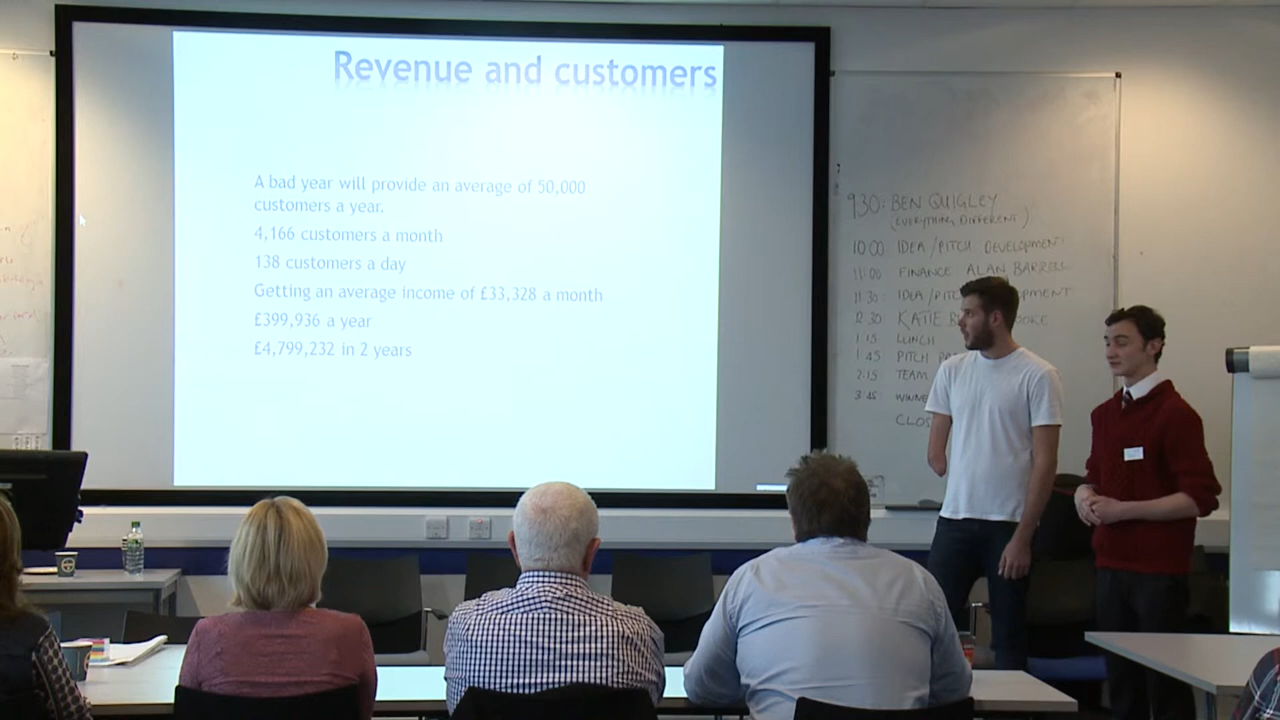 Revenue and customers
A bad year will provide an average of 50,000
customers a year.
4,166 customers a month
138 customers a day
Getting an average income of £33,328 a month
£399,936 a year
£4,799,232 in 2 years
9.30: BEN QUIGLEY
(EVERYTHING DIFFERENT)
10:00 IDEA / PITCH DEVELOPMENT
11:00 FINANCE ALAN
11:30: IDEA /
12 30 KATIE
1.15 LUNCH
1.45 PITCH
2:15 TEAM
3:45